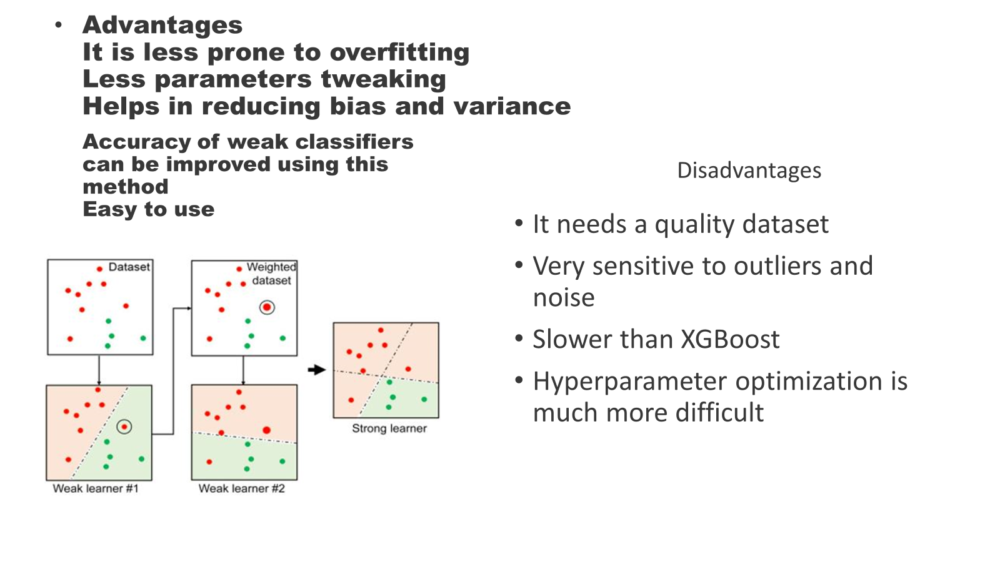 • Advantages
It is less prone to overfitting
Less parameters tweaking
Helps in reducing bias and variance
Accuracy of weak classifiers
can be improved using this
method
Easy to use
Disadvantages
• It needs a quality dataset
• Very sensitive to outliers and
noise
• Slower than XGBoost
• Hyperparameter optimization is
much more difficult
Dataset
Weighted
dataset
Strong learner
Weak learner #1
Weak learner #2